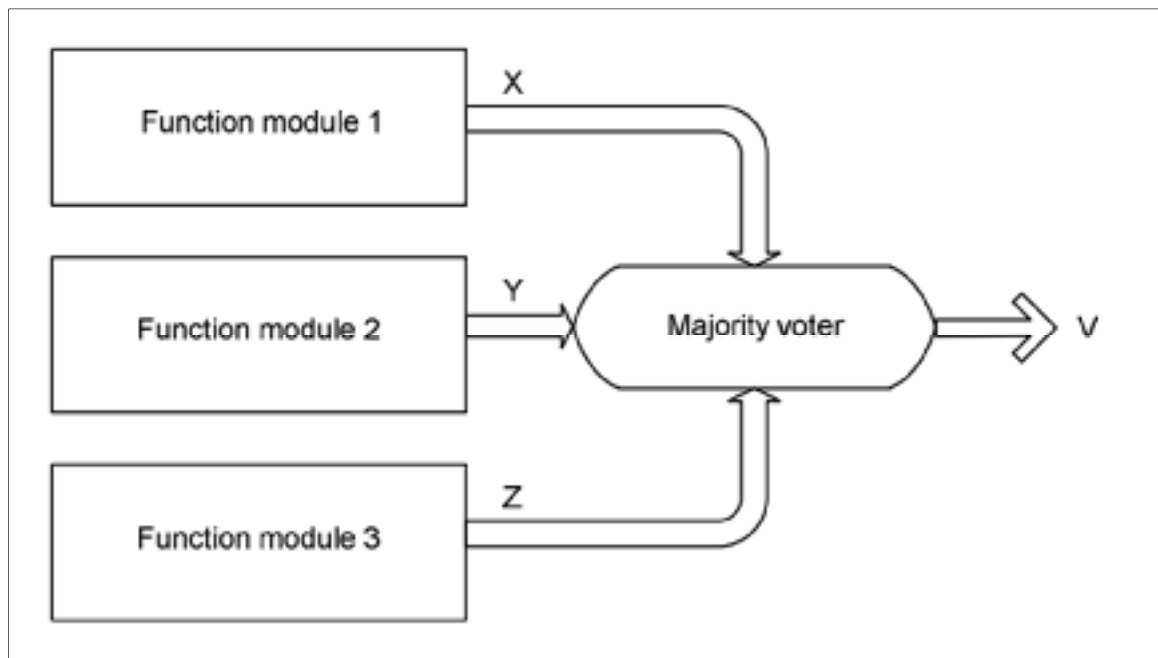 Function module 1
X
Function module 2
Y
Majority voter
V
Function module 3
Z